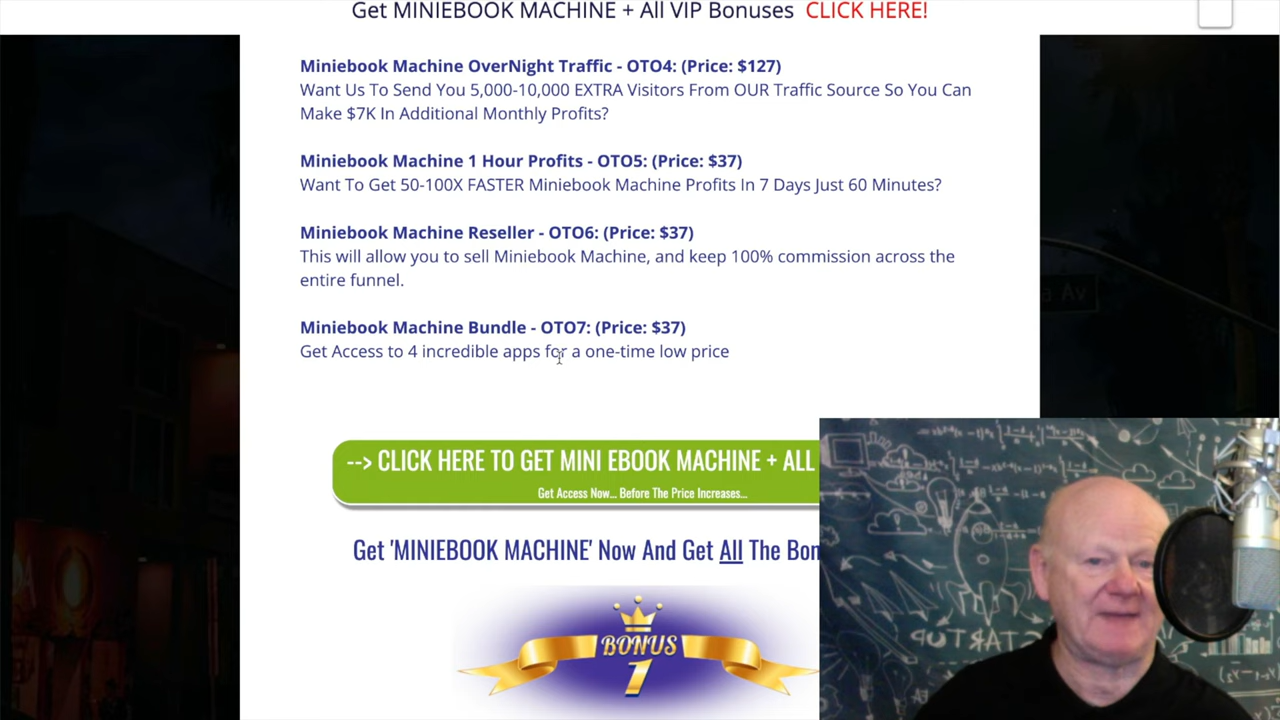 Get MINIEBOOK MACHINE + All VIP Bonuses CLICK HERE!
Miniebook Machine OverNight Traffic - OTO4: (Price: $127)
Want Us To Send You 5,000-10,000 EXTRA Visitors From OUR Traffic Source So You Can
Make $7K In Additional Monthly Profits?
Miniebook Machine 1 Hour Profits - OTO5: (Price: $37)
Want To Get 50-100X FASTER Miniebook Machine Profits In 7 Days Just 60 Minutes?
Miniebook Machine Reseller - OTO6: (Price: $37)
This will allow you to sell Miniebook Machine, and keep 100% commission across the
entire funnel.
Miniebook Machine Bundle - OTO7: (Price: $37)
Get Access to 4 incredible apps for a one-time low price
--> CLICK HERE TO GET MINI EBOOK MACHINE + ALL
Get Access Now... Before The Price Increases...
Get 'MINIEBOOK MACHINE' Now And Get All The Bon
BONUS
1
STARTUP